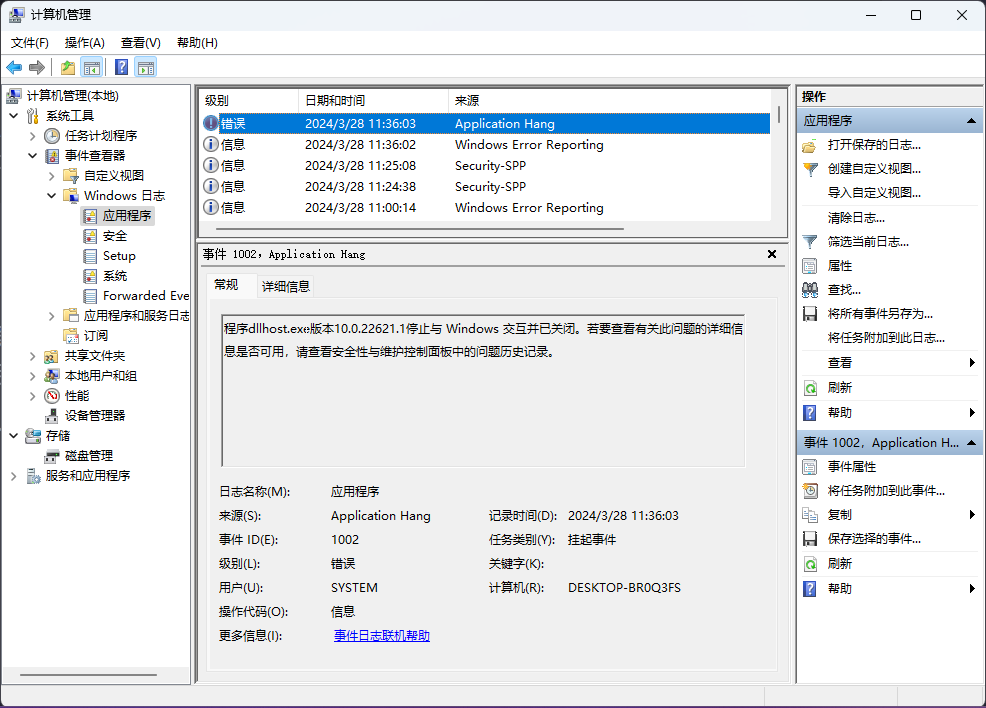 计算机管理
文件(F) 操作(A) 查看(V) 帮助(H)
计算机管理(本地)
系统工具
任务计划程序
事件查看器
自定义视图
Windows 日志
应用程序
安全
Setup
系统
Forwarded Eve
应用程序和服务日志
订阅
共享文件夹
本地用户和组
性能
设备管理器
存储
磁盘管理
服务和应用程序
级别 日期和时间 来源
错误 2024/3/28 11:36:03 Application Hang
信息 2024/3/28 11:36:02 Windows Error Reporting
信息 2024/3/28 11:25:08 Security-SPP
信息 2024/3/28 11:24:38 Security-SPP
信息 2024/3/28 11:00:14 Windows Error Reporting
事件 1002，Application Hang
常规 详细信息
程序dllhost.exe版本10.0.22621.1停止与 Windows 交互并已关闭。若要查看有关此问题的详细信
息是否可用，请查看安全性与维护控制面板中的问题历史记录。
日志名称(M): 应用程序
来源(S): Application Hang 记录时间(D): 2024/3/28 11:36:03
事件 ID(E): 1002 任务类别(Y): 挂起事件
级别(L): 错误 关键字(K):
用户(U): SYSTEM 计算机(R): DESKTOP-BR0Q3FS
操作代码(O): 信息
更多信息(I): 事件日志联机帮助
操作
应用程序
打开保存的日志...
创建自定义视图...
导入自定义视图...
清除日志...
筛选当前日志...
属性
查找...
将所有事件另存为...
将任务附加到此日志...
查看
刷新
帮助
事件 1002，Application H...
事件属性
将任务附加到此事件...
复制
保存选择的事件...
刷新
帮助